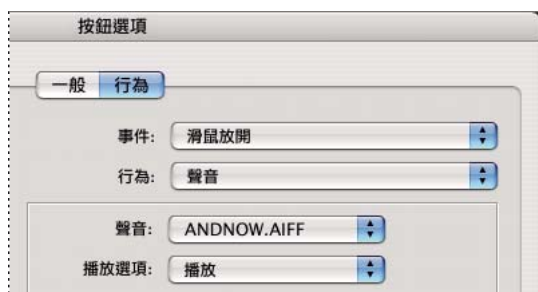 按鈕選項
一般 行為
事件: 滑鼠放開
行為: 聲音
聲音: ANDNOW.AIFF
播放選項: 播放